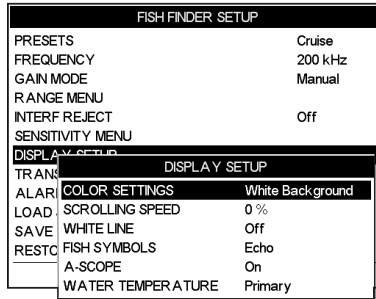 FISH FINDER SETUP
PRESETS Cruise
FREQUENCY 200 kHz
GAIN MODE Manual
RANGE MENU
INTERF REJECT Off
SENSITIVITY MENU
DISPLAY SETUP
DISPLAY SETUP
COLOR SETTINGS White Background
SCROLLING SPEED 0 %
WHITE LINE Off
FISH SYMBOLS Echo
A-SCOPE On
WATER TEMPERATURE Primary
TRANS
ALAR
LOAD
SAVE
RESTO